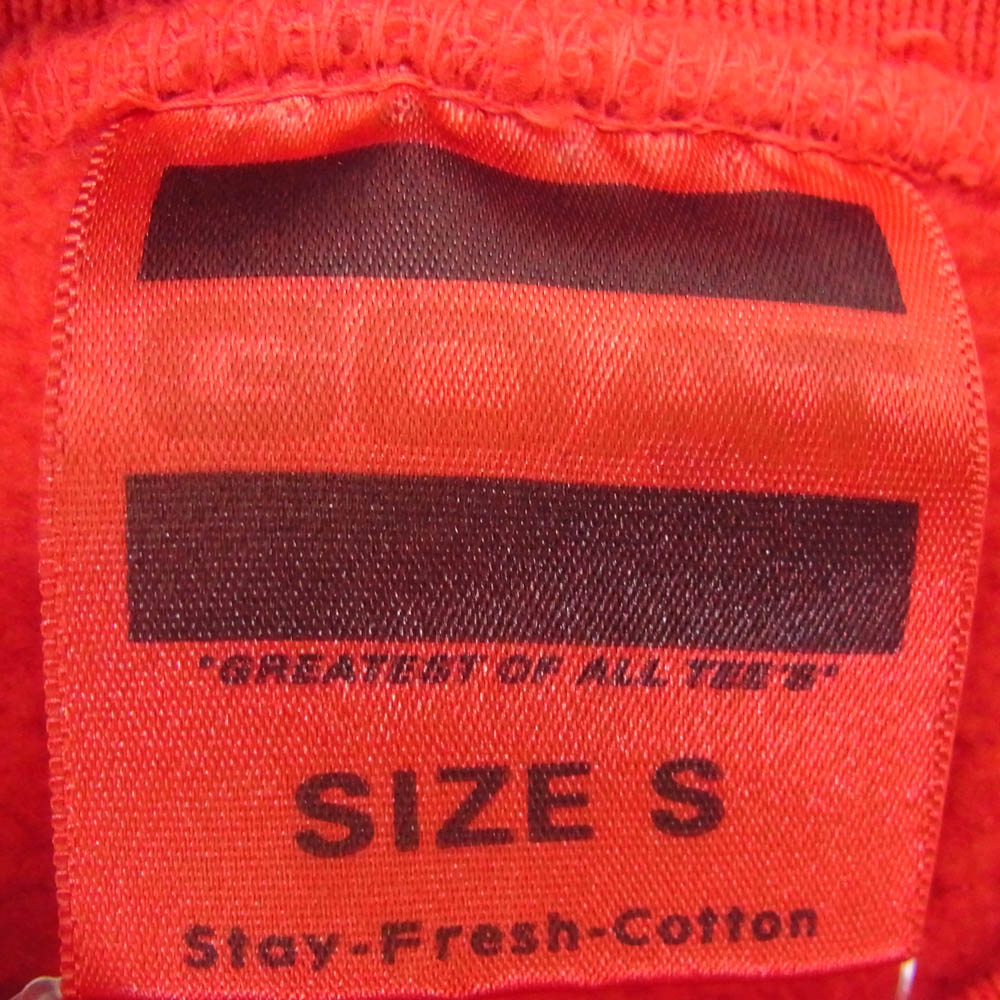 "GREATEST OF ALL TEE'S"
SIZE S
Stay-Fresh-Cotton